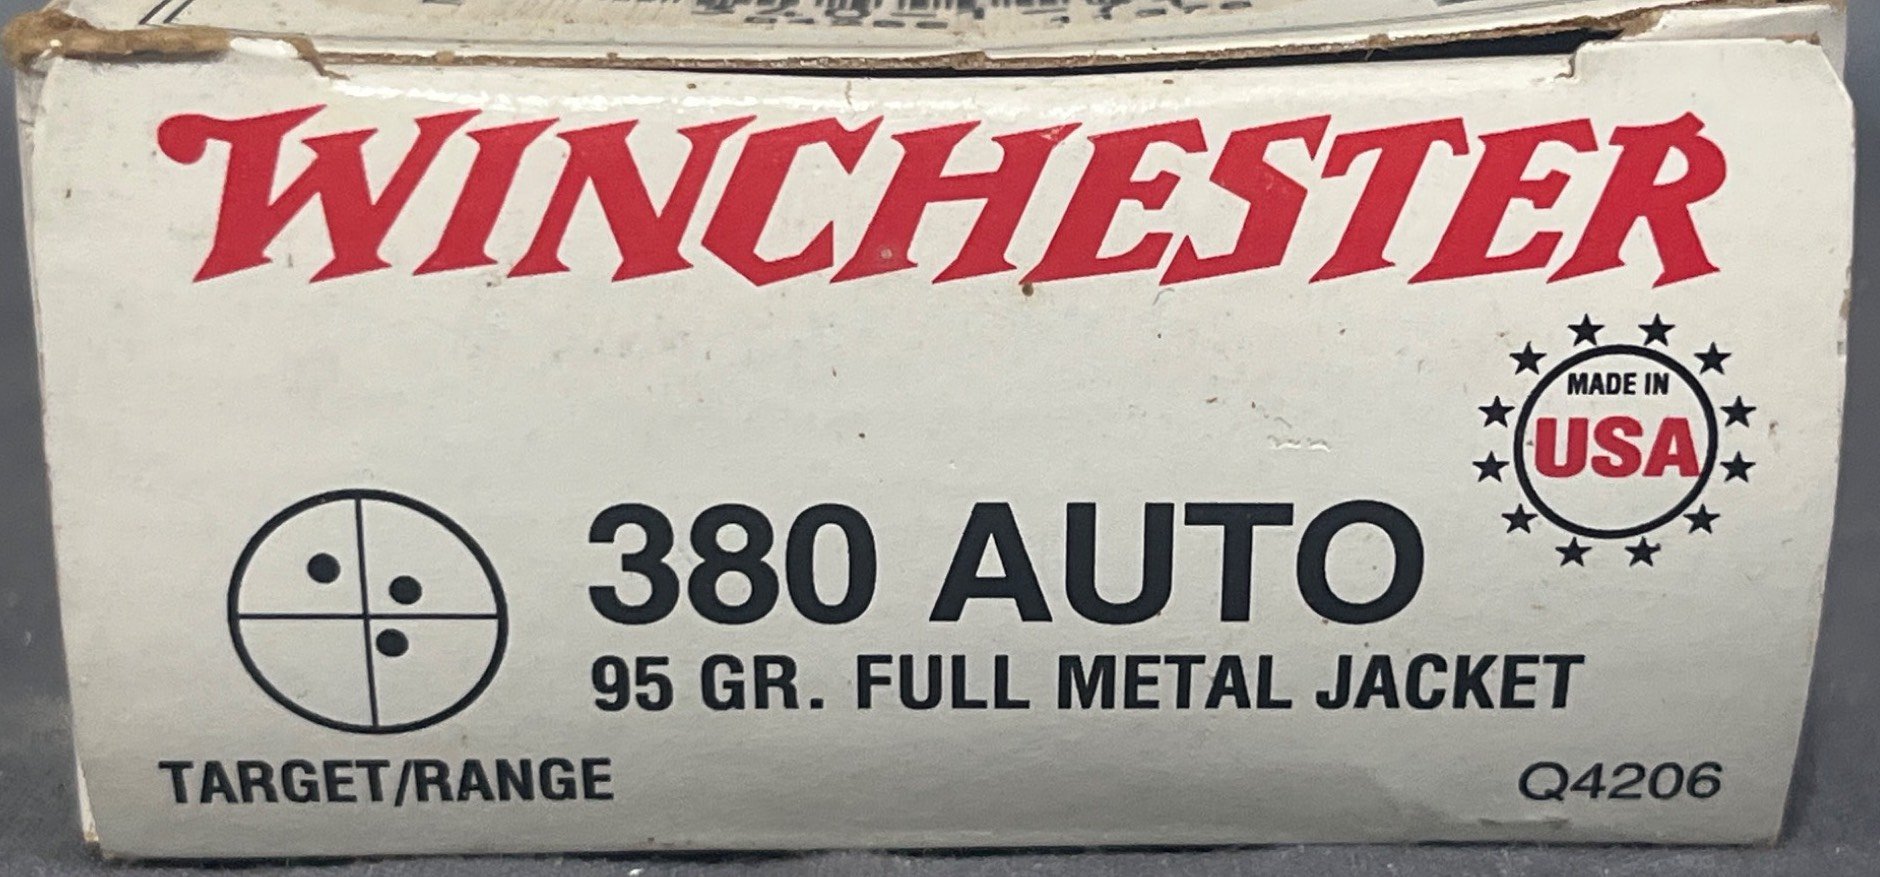 WINCHESTER
MADE IN
USA
380 AUTO
95 GR. FULL METAL JACKET
TARGET/RANGE
Q4206